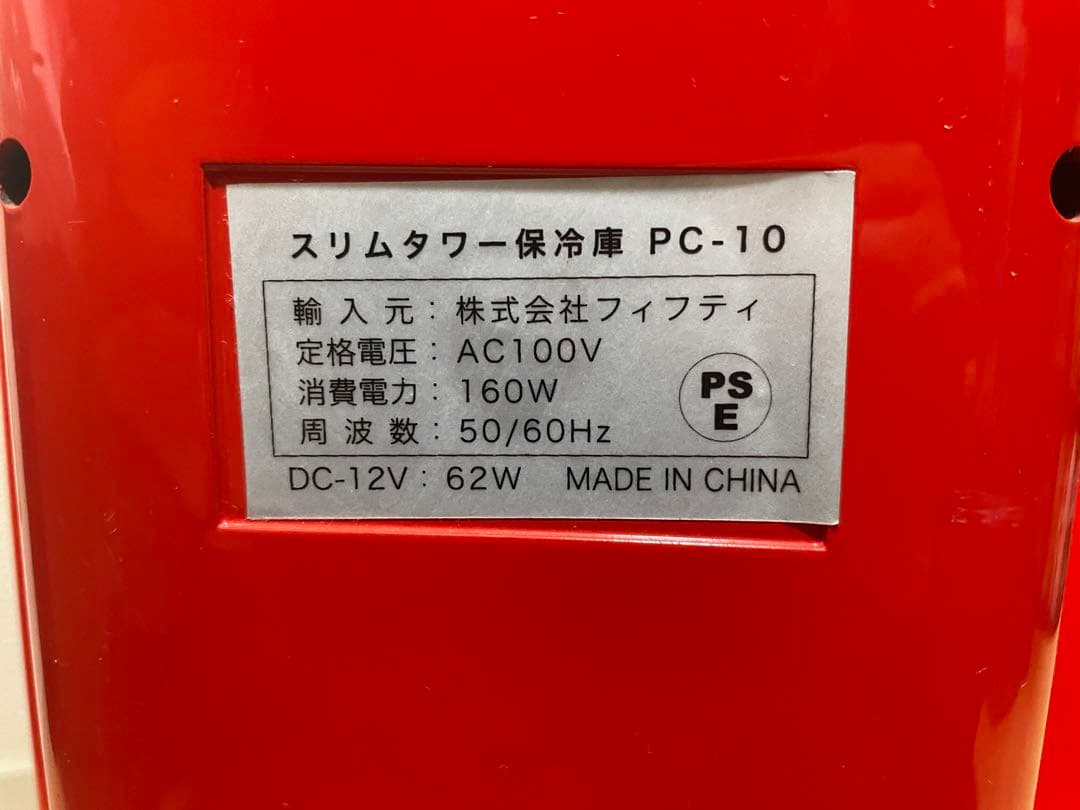 スリムタワー保冷庫 PC-10
輸入元：株式会社フィフティ
定格電圧：AC100V
消費電力：160W
周波数：50/60Hz
PS
E
DC-12V：62W MADE IN CHINA